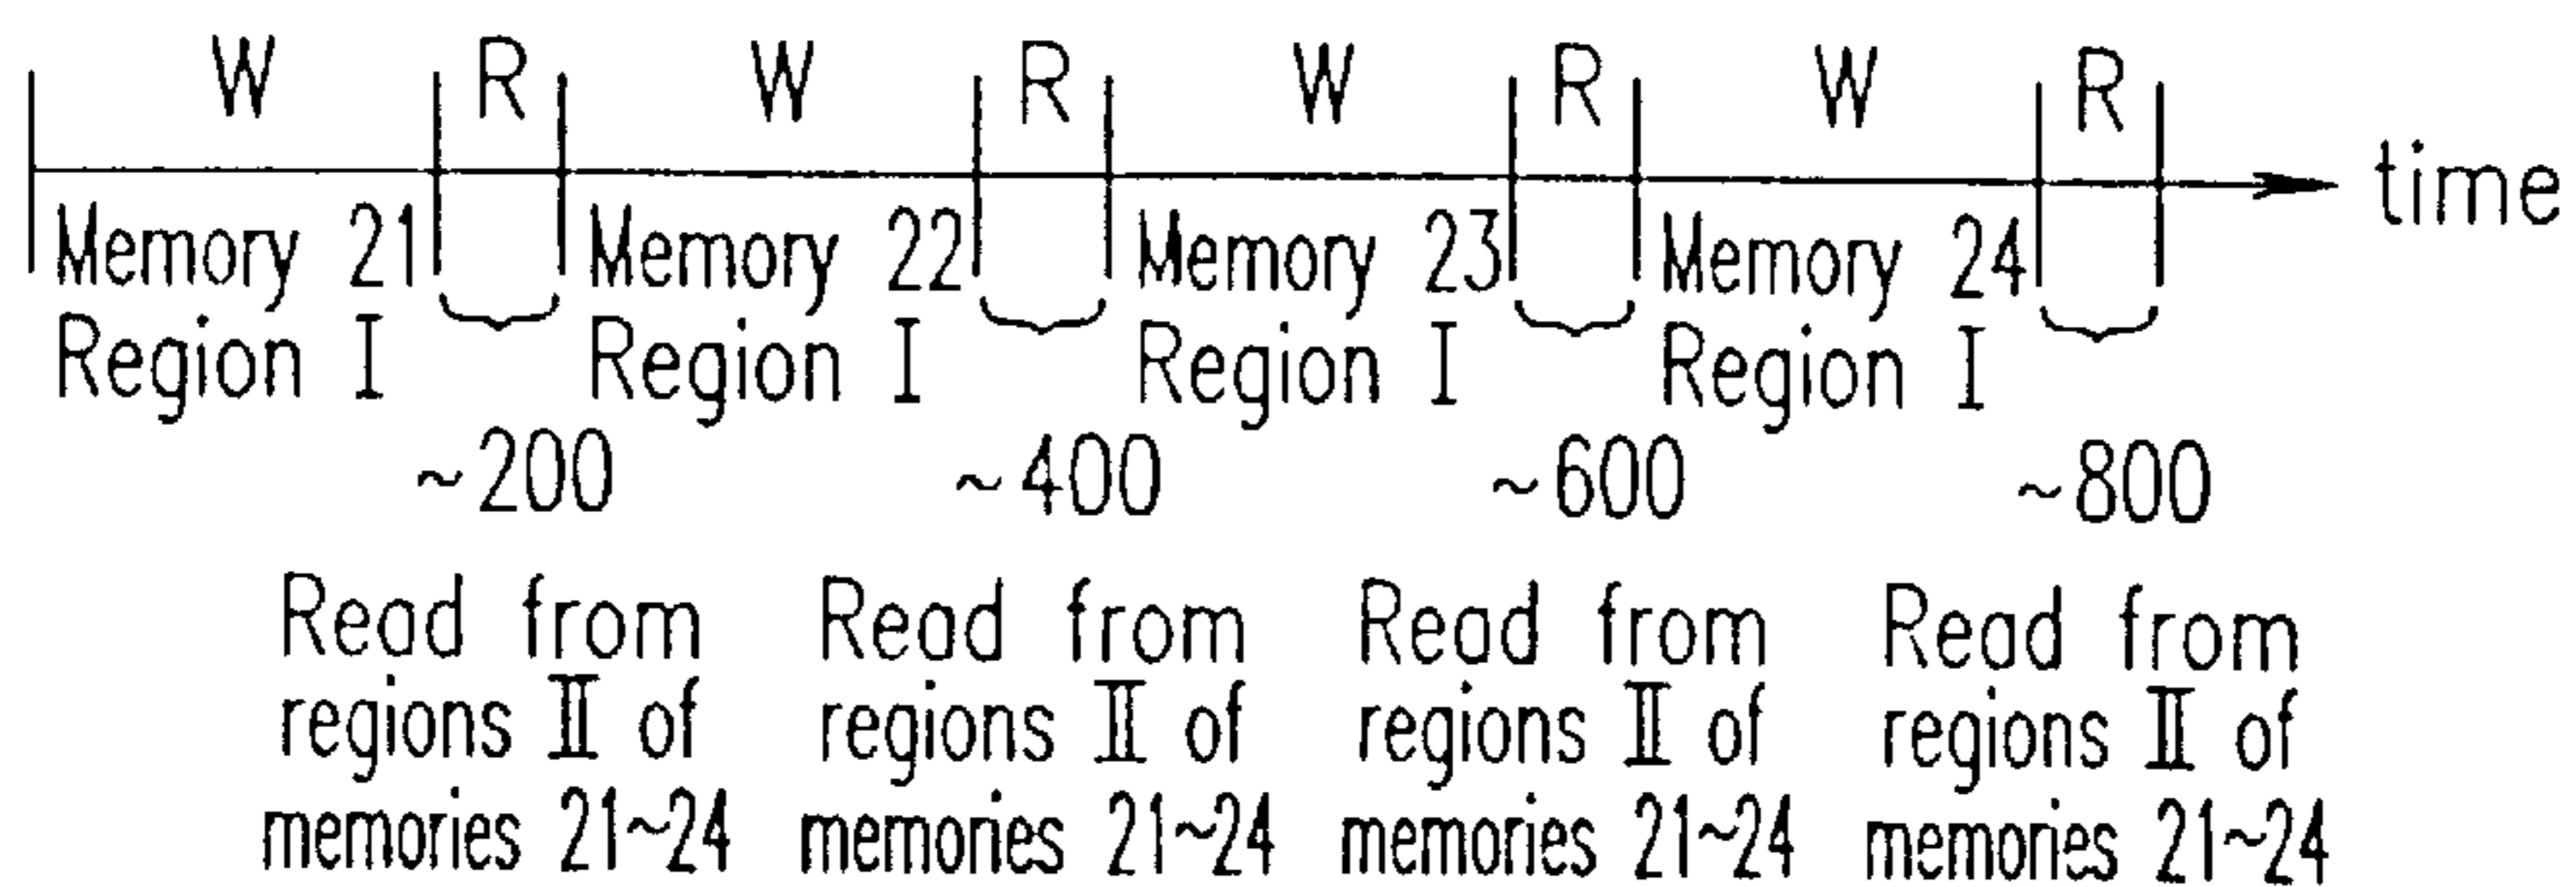 W R W R W R W R
time
Memory 21 Memory 22 Memory 23 Memory 24
Region I Region I Region I Region I
~200 ~400 ~600 ~800
Read from Read from Read from Read from
regions II of regions II of regions II of regions II of
memories 21~24 memories 21~24 memories 21~24 memories 21~24